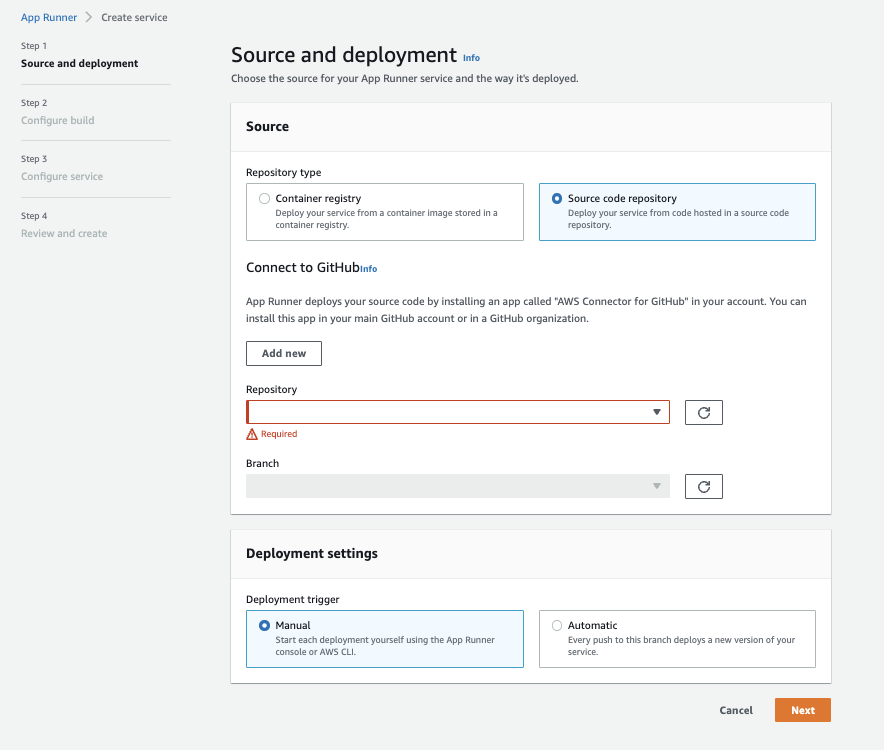 App Runner
Create service
Step 1
Source and deployment
Step 2
Configure build
Step 3
Configure service
Step 4
Review and create
Source and deployment Info
Choose the source for your App Runner service and the way it's deployed.
Source
Repository type
Container registry
Deploy your service from a container image stored in a
container registry.
Source code repository
Deploy your service from code hosted in a source code
repository.
Connect to GitHubInfo
App Runner deploys your source code by installing an app called "AWS Connector for GitHub" in your account. You can
install this app in your main GitHub account or in a GitHub organization.
Add new
Repository
Required
Branch
Deployment settings
Deployment trigger
Manual
Start each deployment yourself using the App Runner
console or AWS CLI.
Automatic
Every push to this branch deploys a new version of your
service.
Cancel
Next